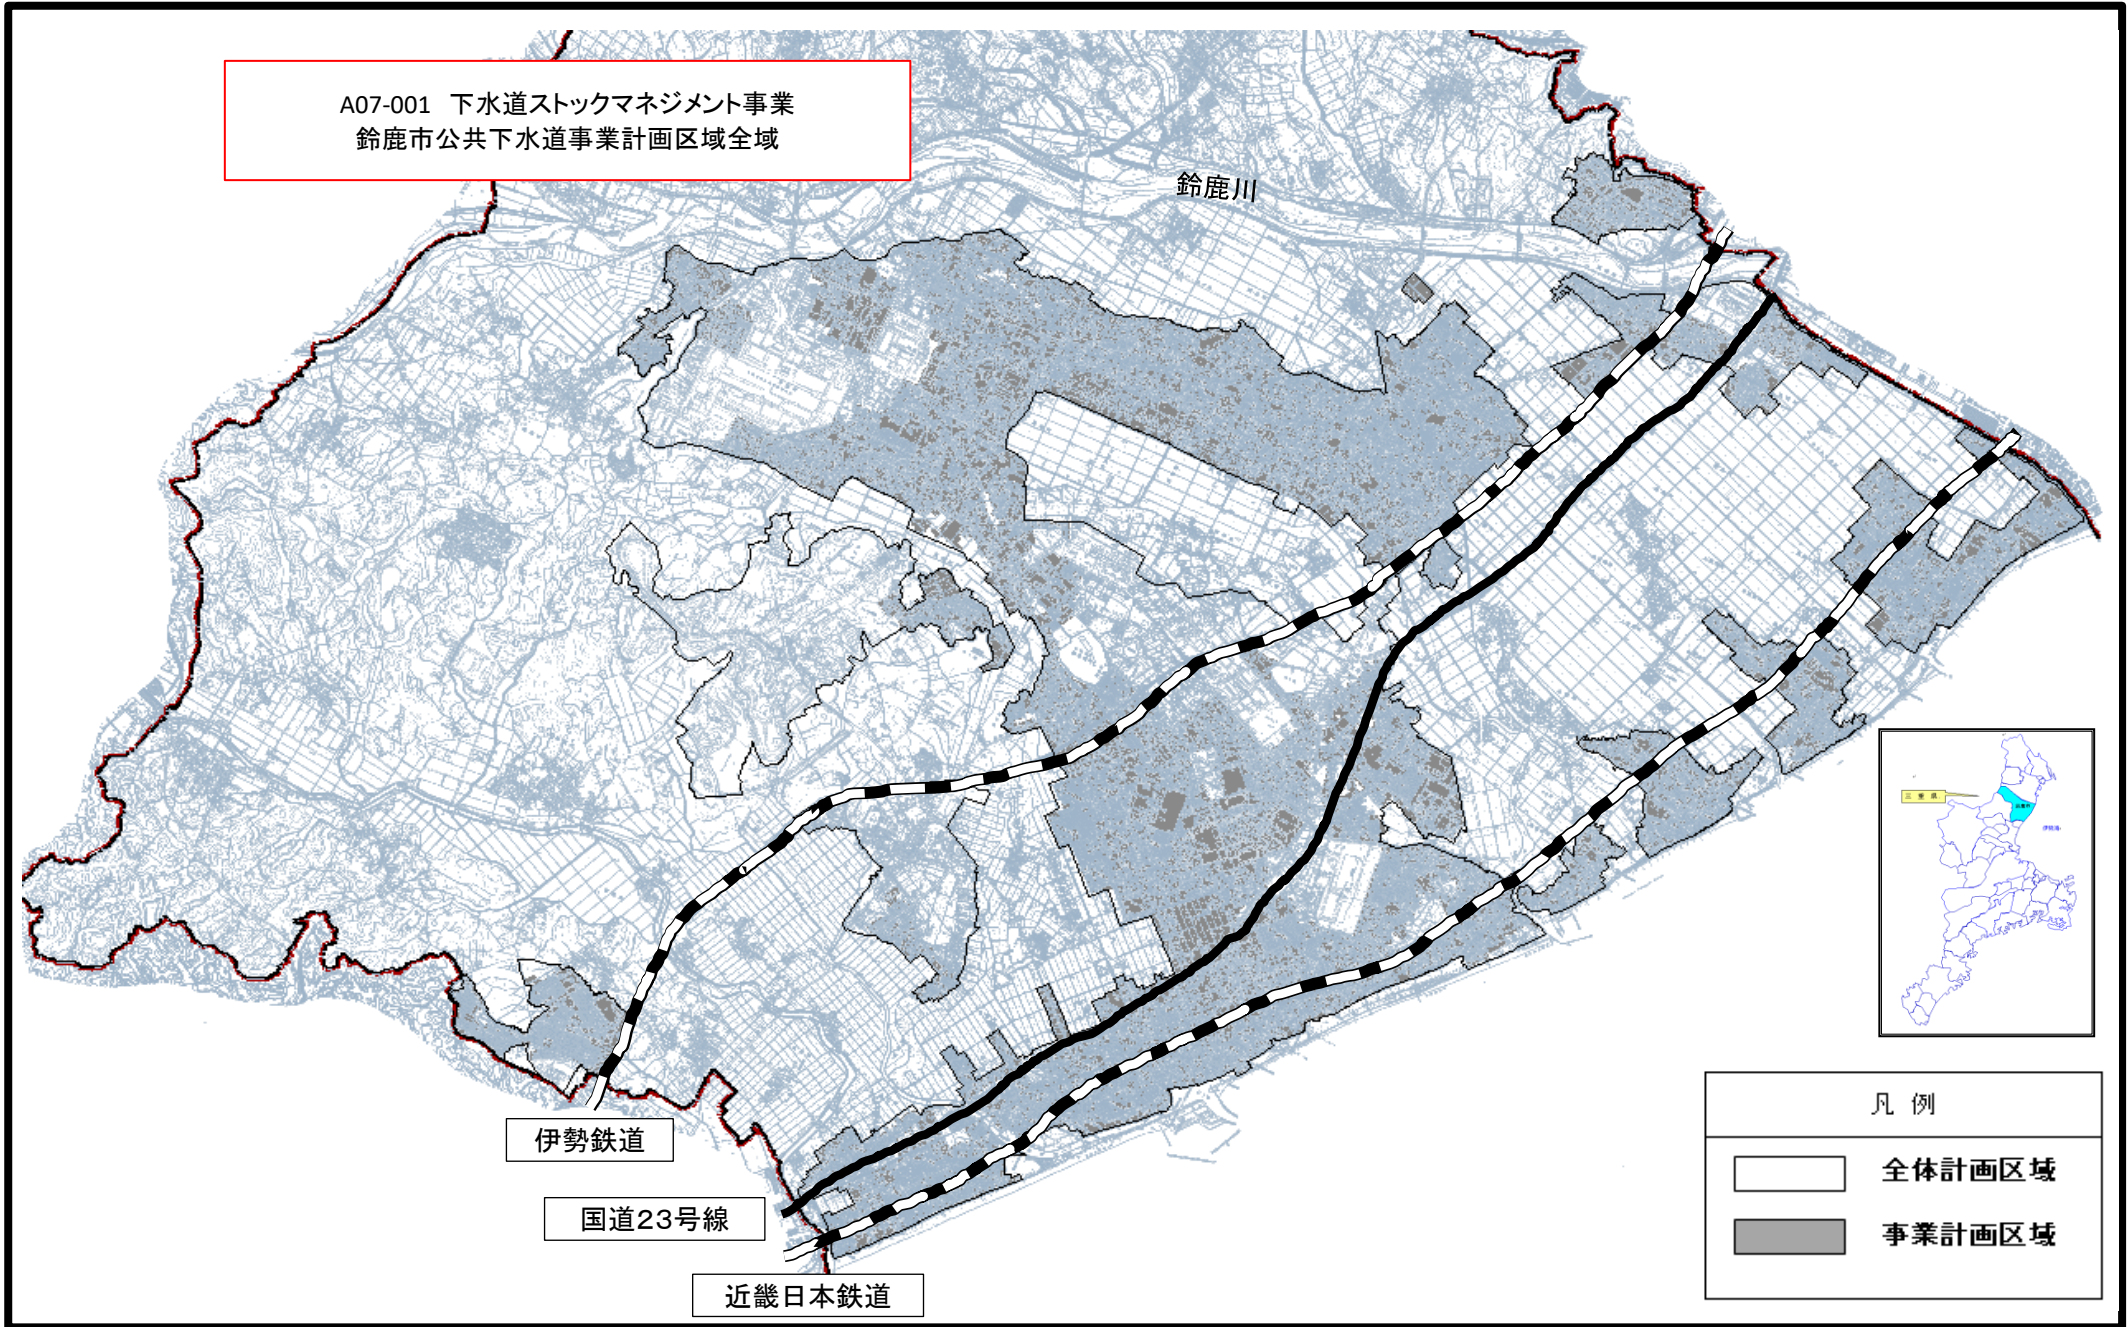 A07-001 下水道ストックマネジメント事業
鈴鹿市公共下水道事業計画区域全域
鈴鹿川
三 重 県
伊勢鉄道
国道23号線
近畿日本鉄道
凡 例
全体計画区域
事業計画区域